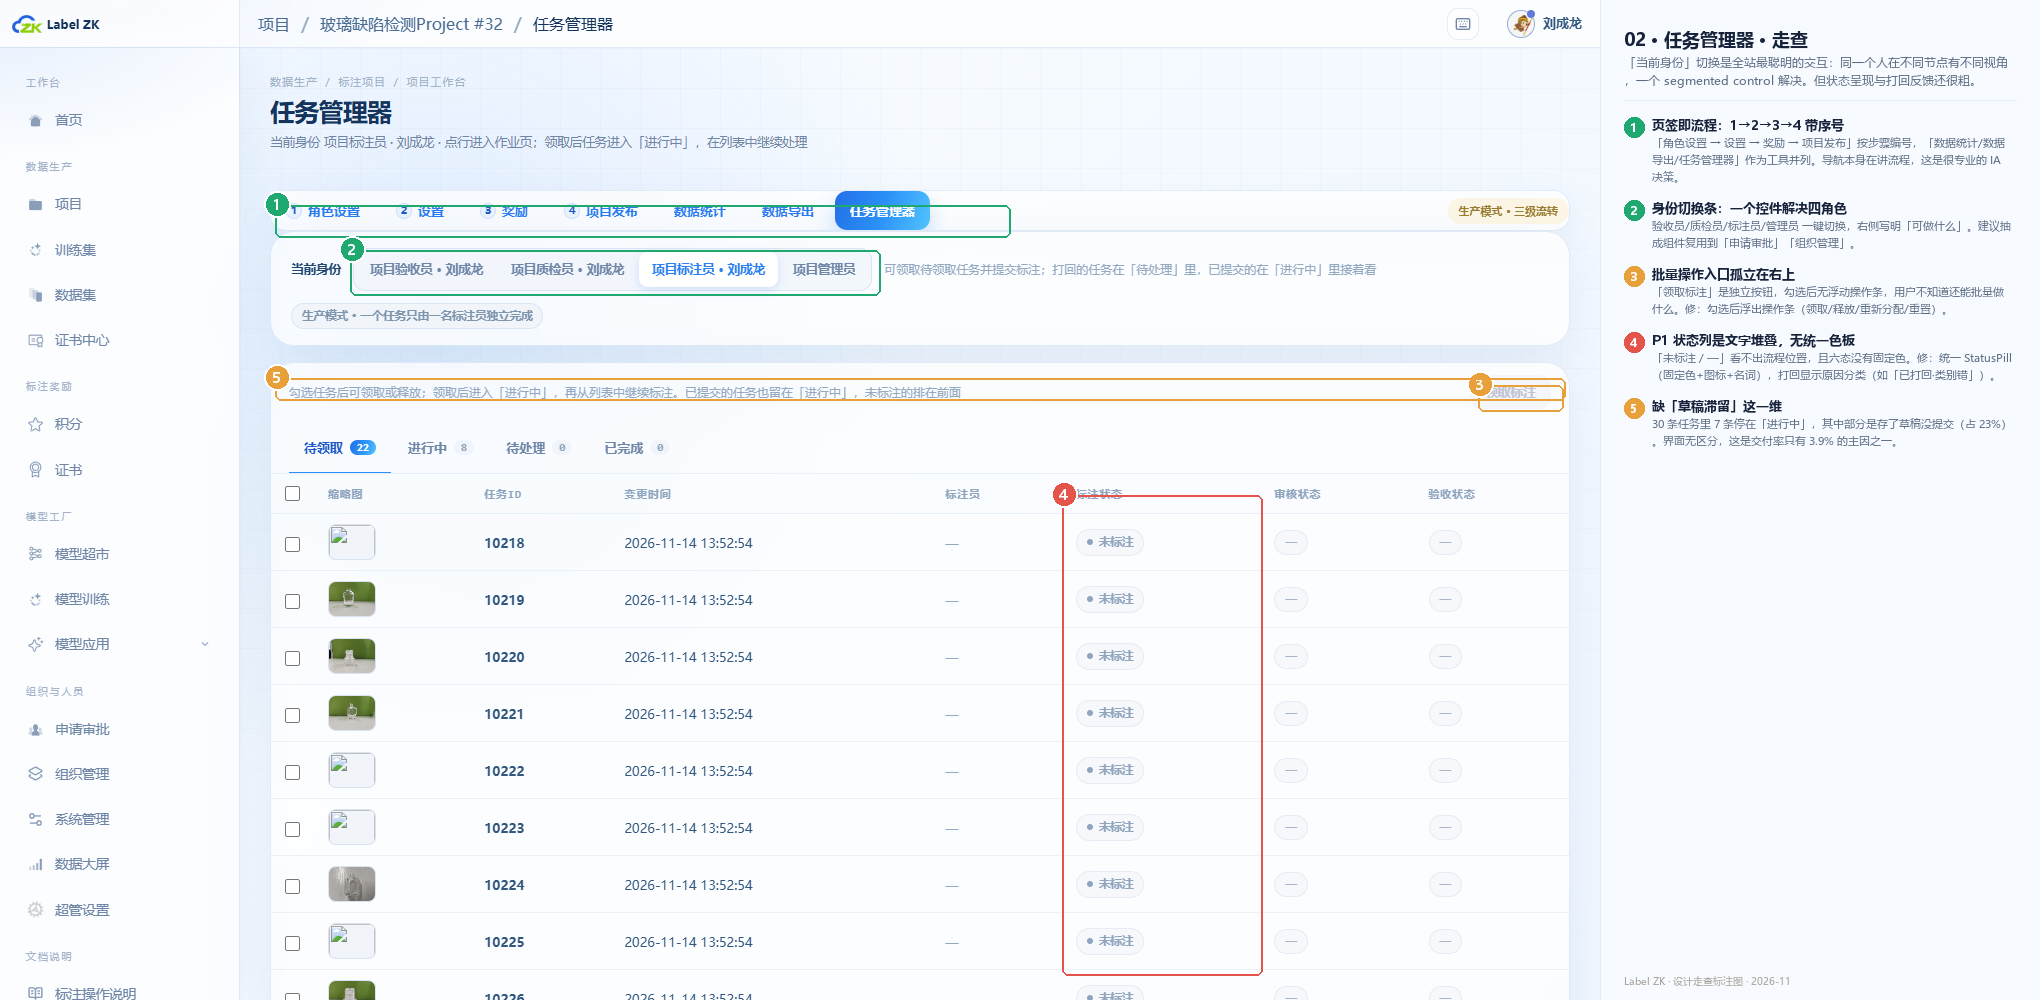 Label ZK
项目 / 玻璃缺陷检测Project #32 / 任务管理器
刘成龙
工作台
首页
数据生产
项目
训练集
数据集
证书中心
标注奖励
积分
证书
模型工厂
模型超市
模型训练
模型应用
组织与人员
申请审批
组织管理
系统管理
数据大屏
超管设置
文档说明
标注操作说明
数据生产 / 标注项目 / 项目工作台
任务管理器
当前身份 项目标注员 · 刘成龙 · 点行进入作业页；领取后任务进入「进行中」，在列表中继续处理
1
1 角色设置 2 设置 3 奖励 4 项目发布 数据统计 数据导出 任务管理器
生产模式 • 三级流转
2
当前身份 项目验收员 • 刘成龙 项目质检员 • 刘成龙 项目标注员 • 刘成龙 项目管理员 可领取待领取任务并提交标注；打回的任务在「待处理」里，已提交的在「进行中」里接着看
生产模式 • 一个任务只由一名标注员独立完成
5
勾选任务后可领取或释放；领取后进入「进行中」，再从列表中继续标注。已提交的任务也留在「进行中」，未标注的排在前面
3
领取标注
待领取 22 进行中 8 待处理 0 已完成 0
4
缩略图 任务ID 变更时间 标注员 标注状态 审核状态 验收状态
10218 2026-11-14 13:52:54 — 未标注 — —
10219 2026-11-14 13:52:54 — 未标注 — —
10220 2026-11-14 13:52:54 — 未标注 — —
10221 2026-11-14 13:52:54 — 未标注 — —
10222 2026-11-14 13:52:54 — 未标注 — —
10223 2026-11-14 13:52:54 — 未标注 — —
10224 2026-11-14 13:52:54 — 未标注 — —
10225 2026-11-14 13:52:54 — 未标注 — —
10226 2026-11-14 13:52:54 — 未标注 — —
02 • 任务管理器 • 走查
「当前身份」切换是全站最聪明的交互：同一个人在不同节点有不同视角
，一个 segmented control 解决。但状态呈现与打回反馈还很粗。
1 页签即流程：1→2→3→4 带序号
「角色设置 → 设置 → 奖励 → 项目发布」按步骤编号，「数据统计/数据
导出/任务管理器」作为工具并列。导航本身在讲流程，这是很专业的 IA
决策。
2 身份切换条：一个控件解决四角色
验收员/质检员/标注员/管理员 一键切换，右侧写明「可做什么」。建议抽
成组件复用到「申请审批」「组织管理」。
3 批量操作入口孤立在右上
「领取标注」是独立按钮，勾选后无浮动操作条，用户不知道还能批量做
什么。修：勾选后浮出操作条（领取/释放/重新分配/重置）。
4 P1 状态列是文字堆叠，无统一色板
「未标注 / —」看不出流程位置，且六态没有固定色。修：统一 StatusPill
（固定色+图标+名词），打回显示原因分类（如「已打回·类别错」）。
5 缺「草稿滞留」这一维
30 条任务里 7 条停在「进行中」，其中部分是存了草稿没提交（占 23%）
。界面无区分，这是交付率只有 3.9% 的主因之一。
Label ZK · 设计走查标注图 · 2026-11